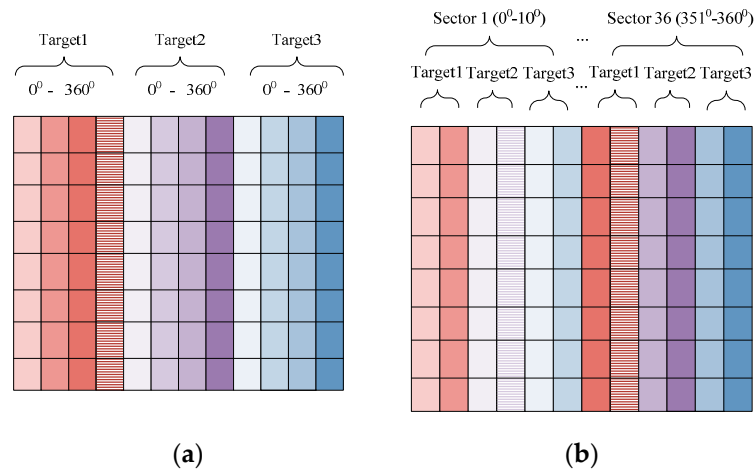 Target1 Target2 Target3
0⁰ - 360⁰ 0⁰ - 360⁰ 0⁰ - 360⁰
(a)
Sector 1 (0⁰-10⁰) ... Sector 36 (351⁰-360⁰)
Target1 Target2 Target3 ... Target1 Target2 Target3
(b)